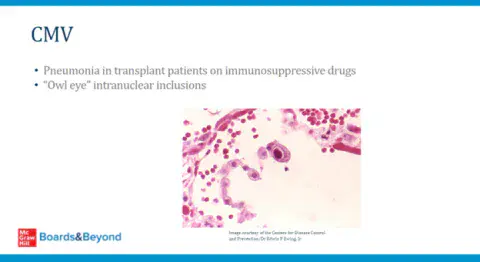 CMV
• Pneumonia in transplant patients on immunosuppressive drugs
• "Owl eye" intranuclear inclusions
Image courtesy of the Centers for Disease Control
and Prevention/Dr Edwin P Ewing, Jr
Mc
Graw
Hill
Boards&Beyond